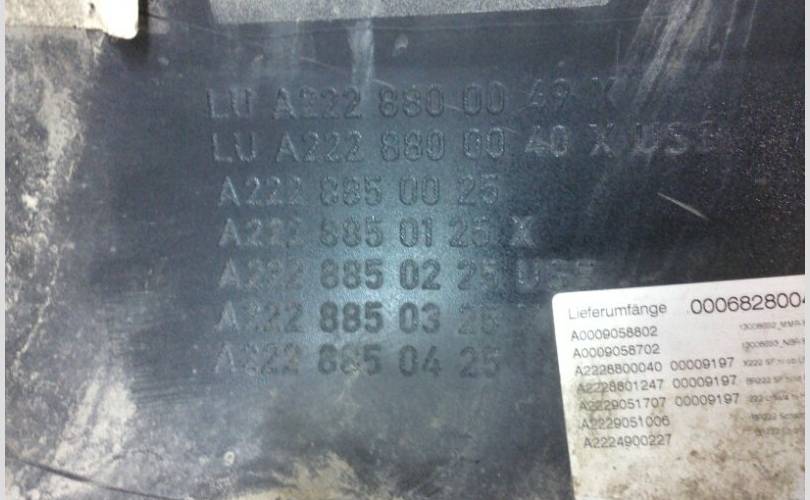 LU A222 880 00 49 X
LU A222 880 00 40 X USB
A222 885 00 25
A222 885 01 25 X
A222 885 02 25
A222 885 03 25
A222 885 04 25
Lieferumfänge .0006828004
A0009058802
A0009058702
A2228800040 00009197
A2228801247 00009197
A2229051707 00009197
A2229051006
A2224900227